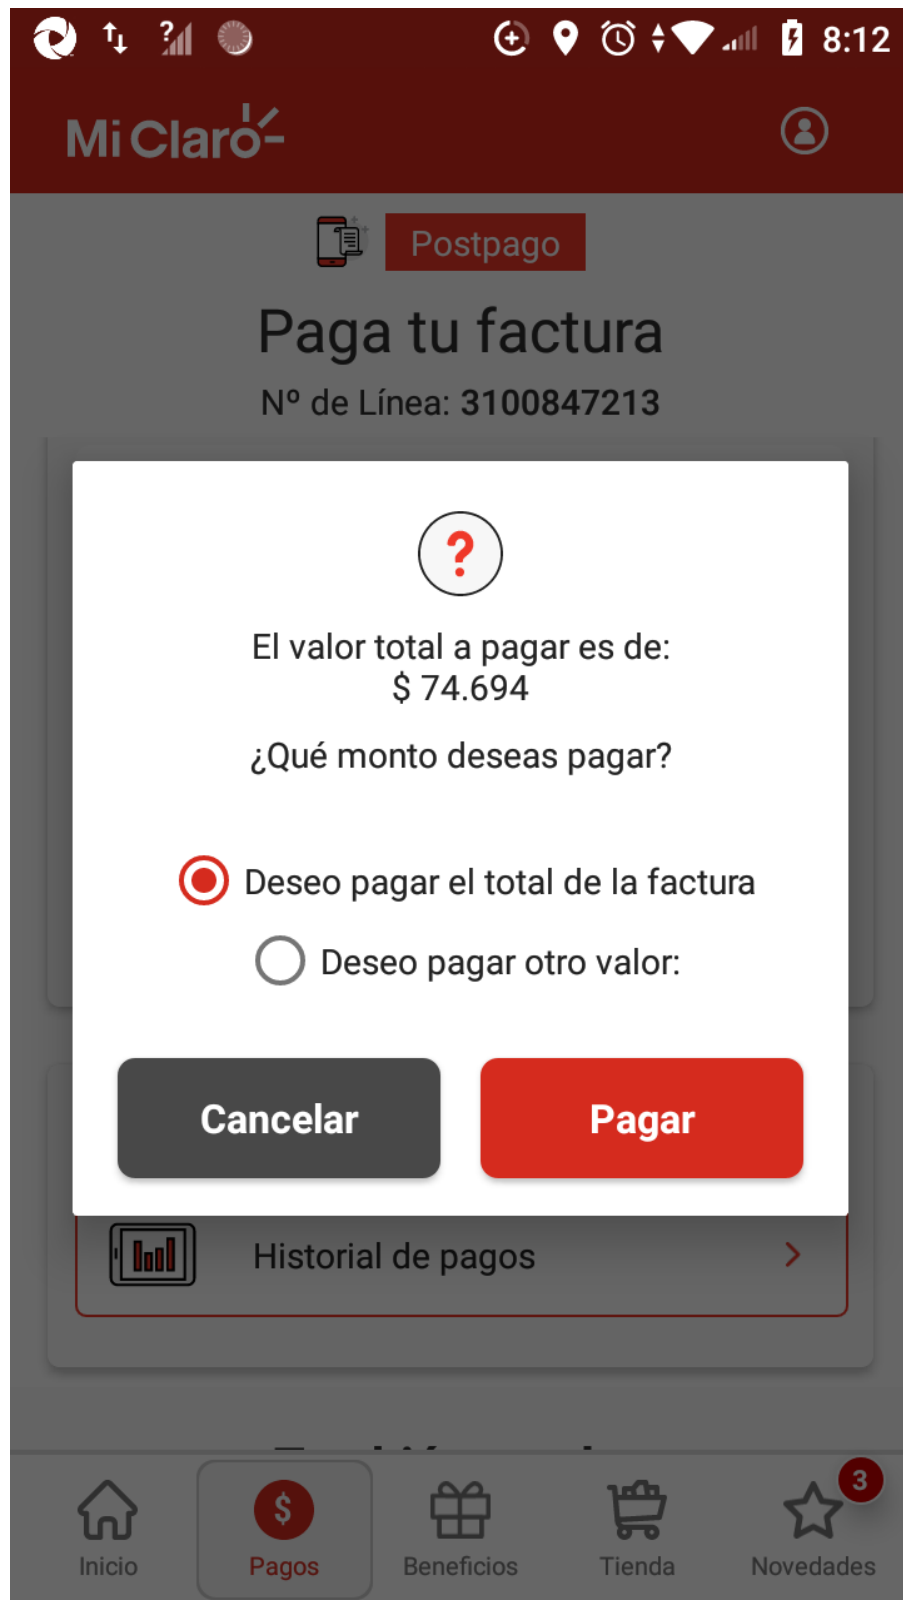 8:12
Mi Claro
Postpago
Paga tu factura
Nº de Línea: 3100847213
?
El valor total a pagar es de:
$ 74.694
¿Qué monto deseas pagar?
Deseo pagar el total de la factura
Deseo pagar otro valor:
Cancelar
Pagar
Historial de pagos
3
$
Inicio
Pagos
Beneficios
Tienda
Novedades